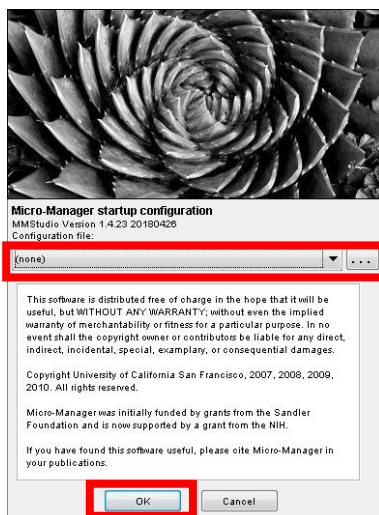 Micro-Manager startup configuration
MMStudio Version 1.4.23 20180426
Configuration file:
(none)
...
This software is distributed free of charge in the hope that it will be
useful, but WITHOUT ANY WARRANTY; without even the implied
warranty of merchantability or fitness for a particular purpose. In no
event shall the copyright owner or contributors be liable for any direct,
indirect, incidental, special, examplary, or consequential damages.
Copyright University of California San Francisco, 2007, 2008, 2009,
2010. All rights reserved.
Micro-Manager was initially funded by grants from the Sandler
Foundation and is now supported by a grant from the NIH.
If you have found this software useful, please cite Micro-Manager in
your publications.
OK
Cancel